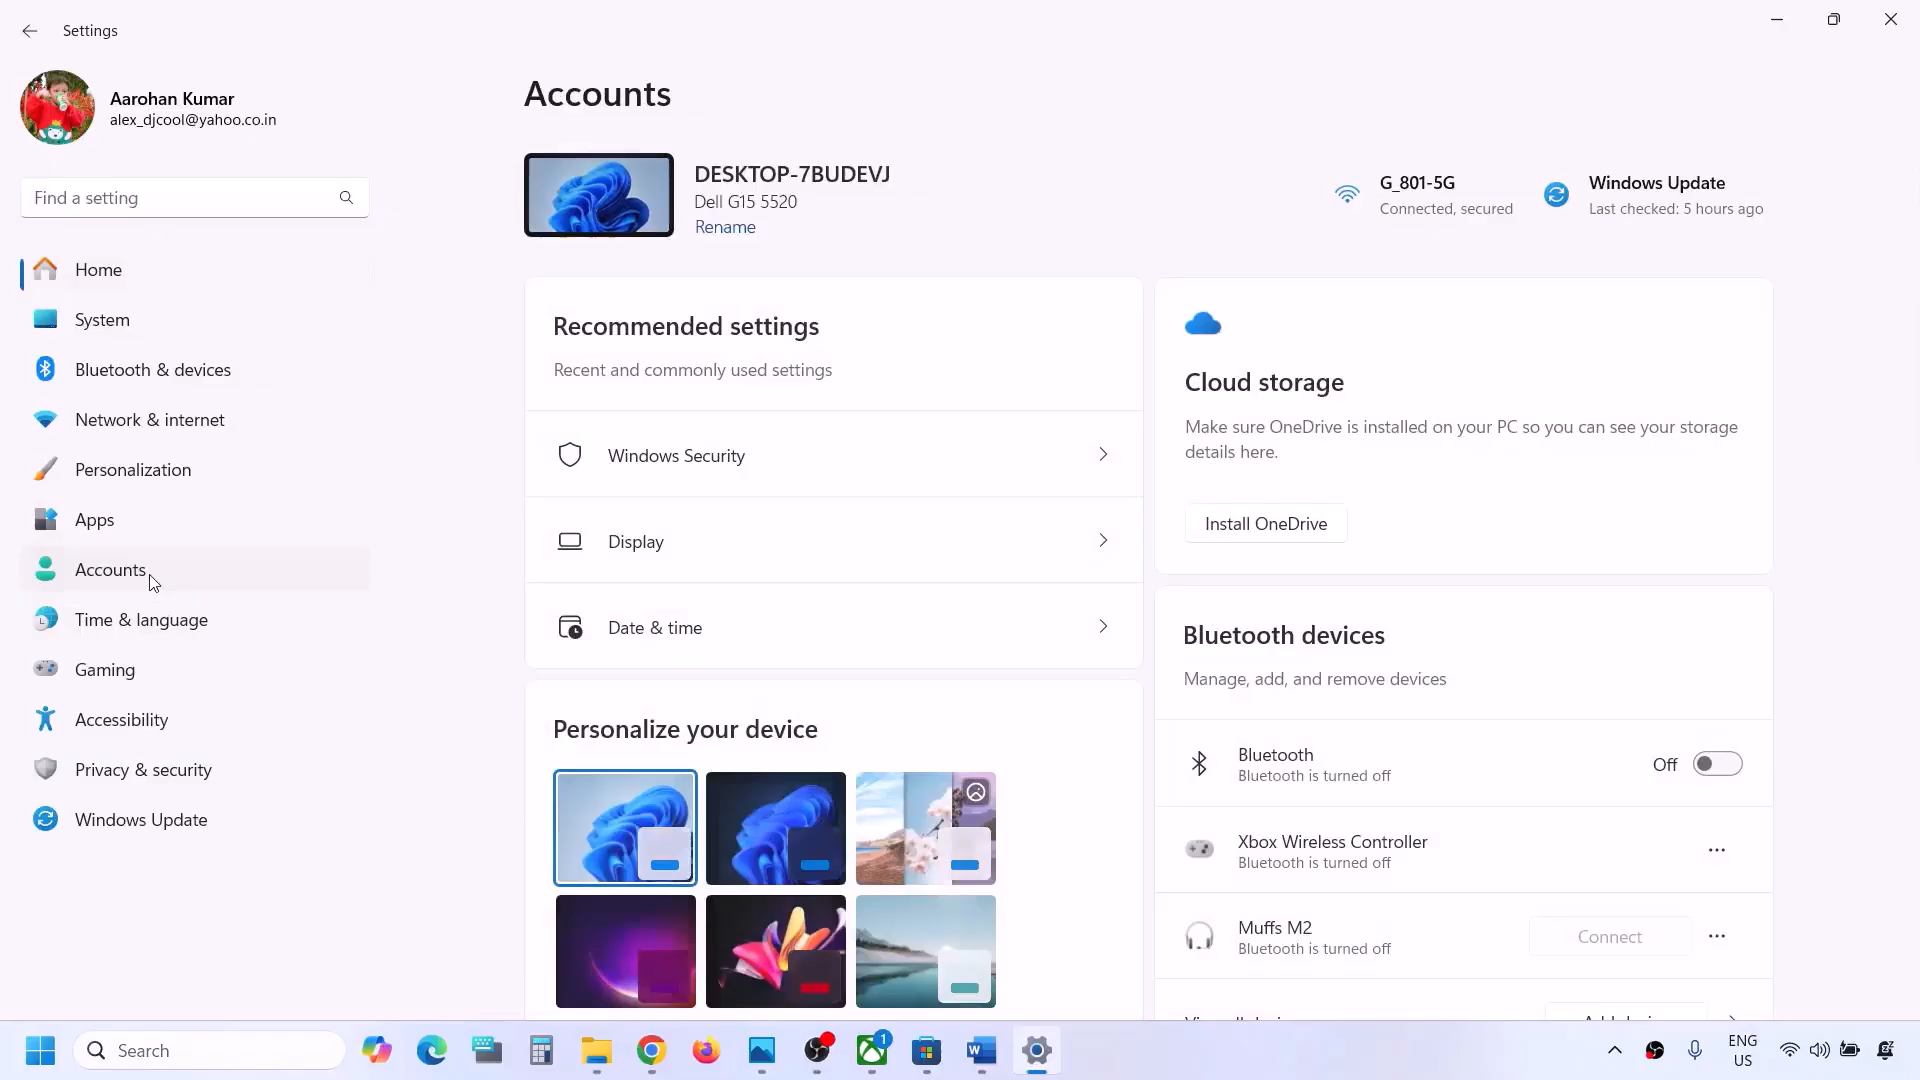 Settings
Aarohan Kumar
alex_djcool@yahoo.co.in
Find a setting
Home
System
Bluetooth & devices
Network & internet
Personalization
Apps
Accounts
Time & language
Gaming
Accessibility
Privacy & security
Windows Update
Accounts
DESKTOP-7BUDEVJ
Dell G15 5520
Rename
G_801-5G
Connected, secured
Windows Update
Last checked: 5 hours ago
Recommended settings
Recent and commonly used settings
Windows Security
Display
Date & time
Personalize your device
Cloud storage
Make sure OneDrive is installed on your PC so you can see your storage
details here.
Install OneDrive
Bluetooth devices
Manage, add, and remove devices
Bluetooth
Bluetooth is turned off
Off
Xbox Wireless Controller
Bluetooth is turned off
Muffs M2
Bluetooth is turned off
Connect
Search
1
ENG
US